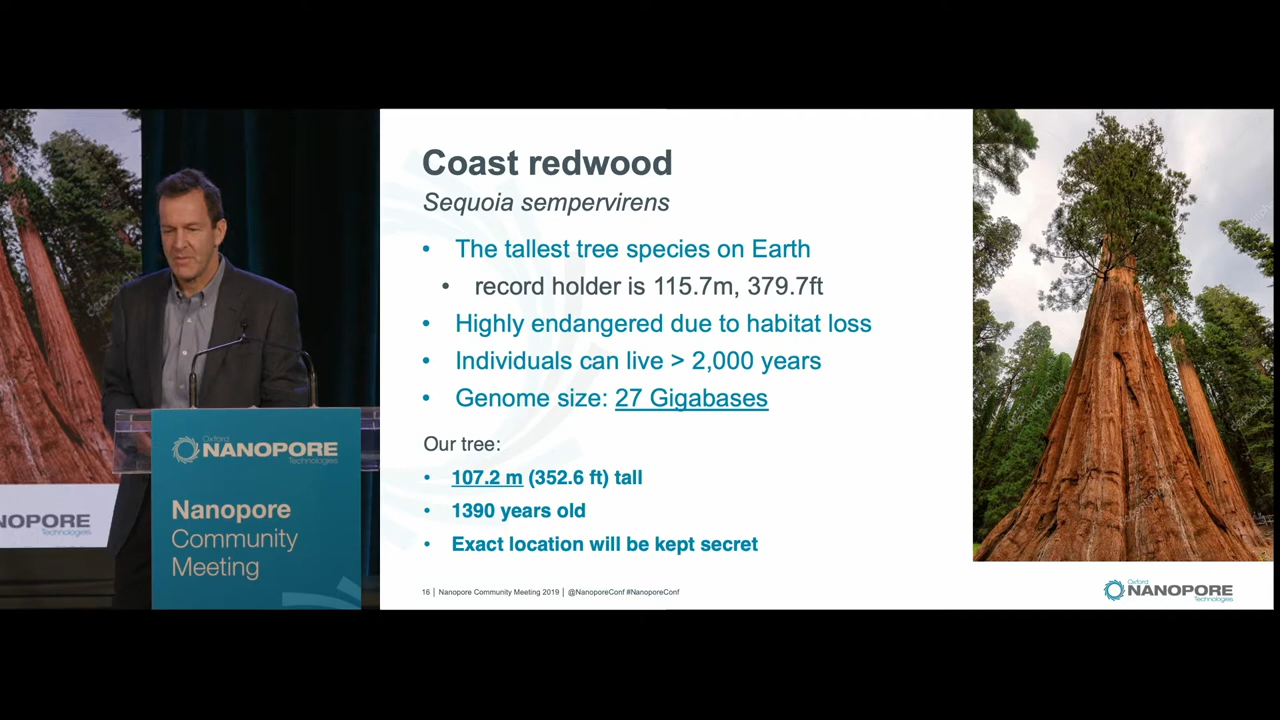 Coast redwood
Sequoia sempervirens
• The tallest tree species on Earth
• record holder is 115.7m, 379.7ft
• Highly endangered due to habitat loss
• Individuals can live > 2,000 years
• Genome size: 27 Gigabases
Our tree:
• 107.2 m (352.6 ft) tall
• 1390 years old
• Exact location will be kept secret
16 | Nanopore Community Meeting 2019 | @NanoporeConf #NanoporeConf
Oxford
NANOPORE
Technologies
Oxford
NANOPORE
Technologies
Nanopore
Community
Meeting
NOPORE
Technologies